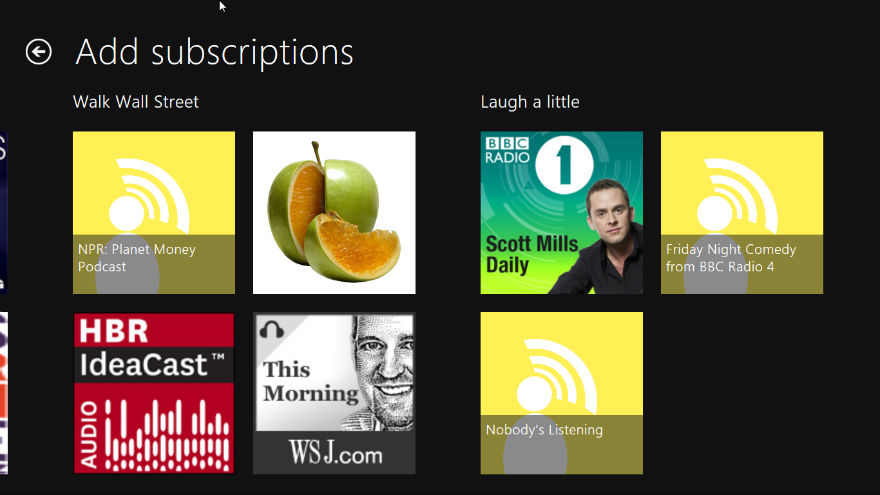 Add subscriptions
Walk Wall Street
NPR: Planet Money
Podcast
HBR
IdeaCast™
AUDIO
This
Morning
WSJ.com
Laugh a little
BBC
RADIO
1
Scott Mills
Daily
Friday Night Comedy
from BBC Radio 4
Nobody's Listening